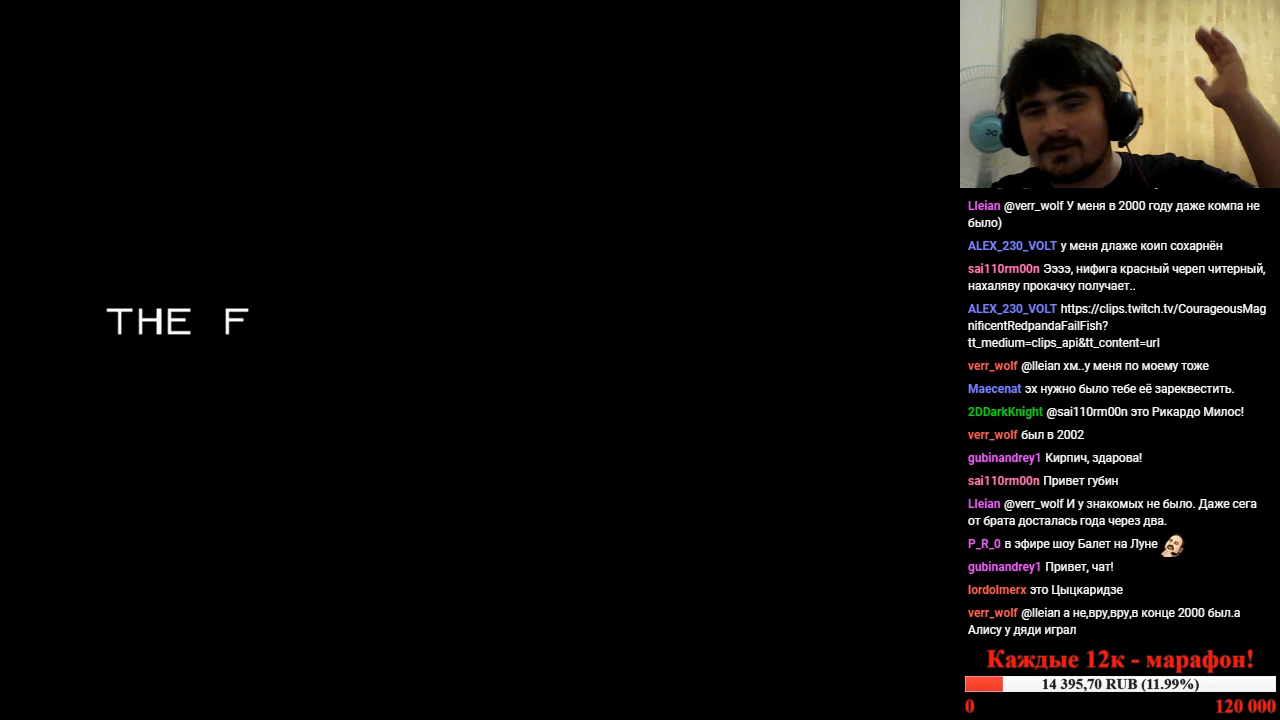 THE F
Lleian @verr_wolf У меня в 2000 году даже компа не
было)
ALEX_230_VOLT у меня длаже коип сохарнён
sai110rm00n Ээээ, нифига красный череп читерный,
нахаляву прокачку получает..
ALEX_230_VOLT https://clips.twitch.tv/CourageousMag
nificentRedpandaFailFish?
tt_medium=clips_api&tt_content=url
verr_wolf @lleian хм..у меня по моему тоже
Maecenat эх нужно было тебе её зареквестить.
2DDarkKnight @sai110rm00n это Рикардо Милос!
verr_wolf был в 2002
gubinandrey1 Кирпич, здарова!
sai110rm00n Привет губин
Lleian @verr_wolf И у знакомых не было. Даже сега
от брата досталась года через два.
P_R_0 в эфире шоу Балет на Луне
gubinandrey1 Привет, чат!
lordolmerx это Цыцкаридзе
verr_wolf @lleian а не,вру,вру,в конце 2000 был.а
Алису у дяди играл
Каждые 12к - марафон!
14 395,70 RUB (11.99%)
0 120 000